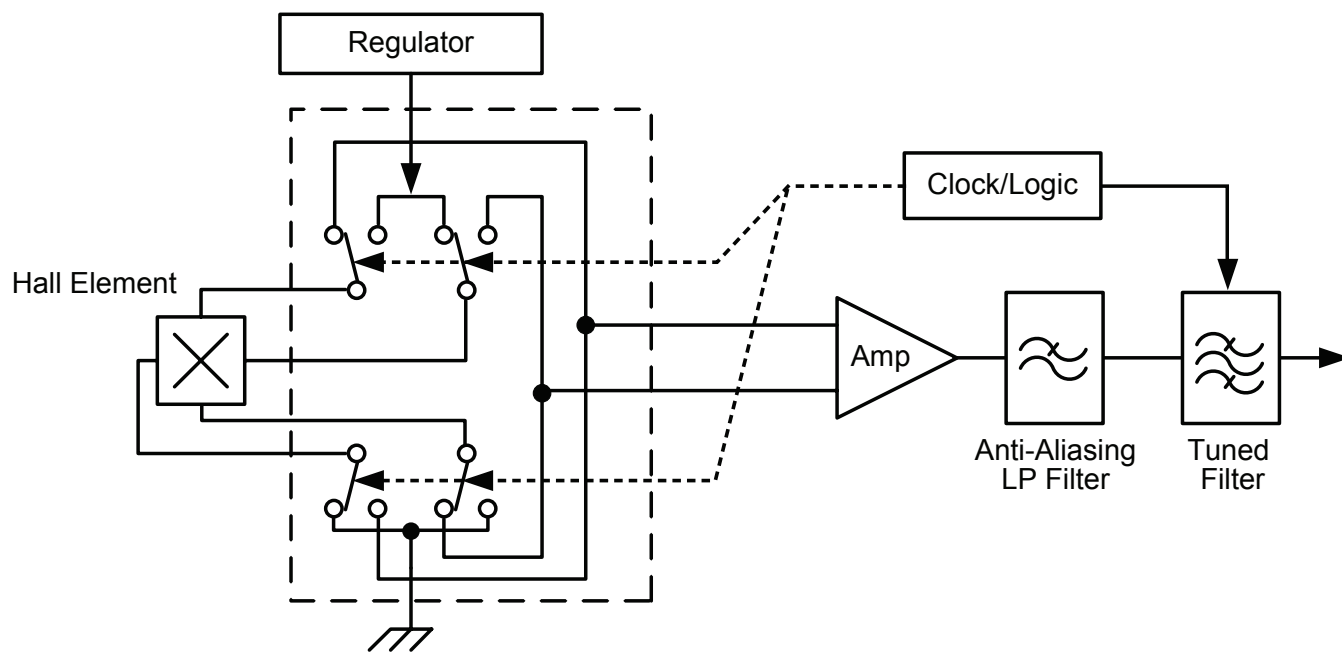 Regulator
Clock/Logic
Hall Element
Amp
Anti-Aliasing
LP Filter
Tuned
Filter